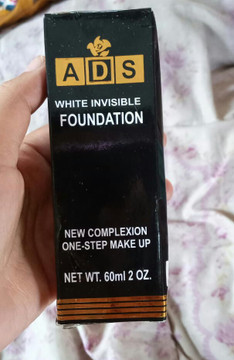 ADS
WHITE INVISIBLE
FOUNDATION
NEW COMPLEXION
ONE-STEP MAKE UP
NET WT. 60ml 2 OZ.